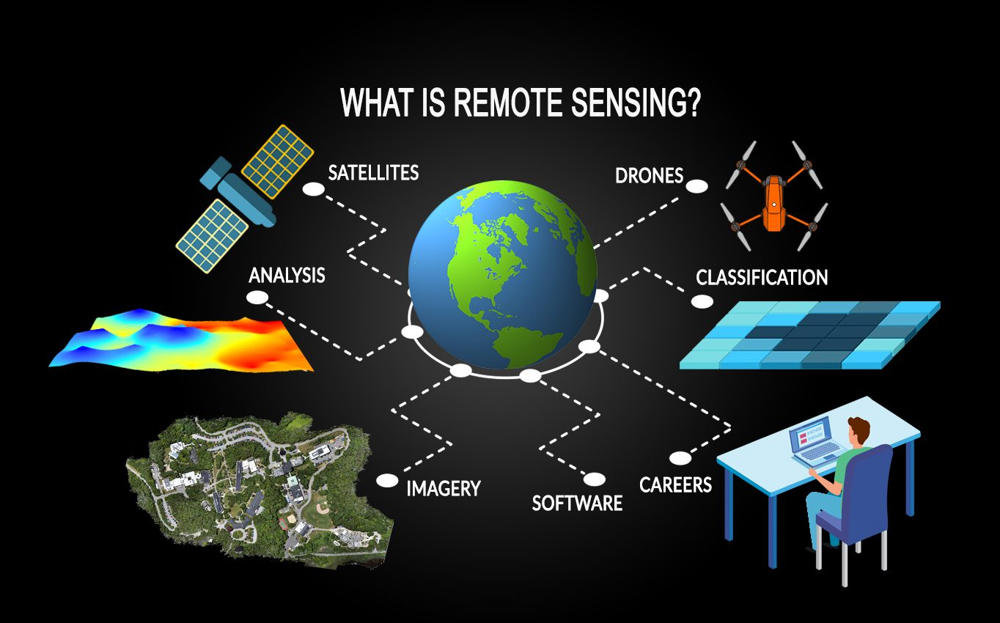 WHAT IS REMOTE SENSING?
SATELLITES
DRONES
ANALYSIS
CLASSIFICATION
IMAGERY
SOFTWARE
CAREERS